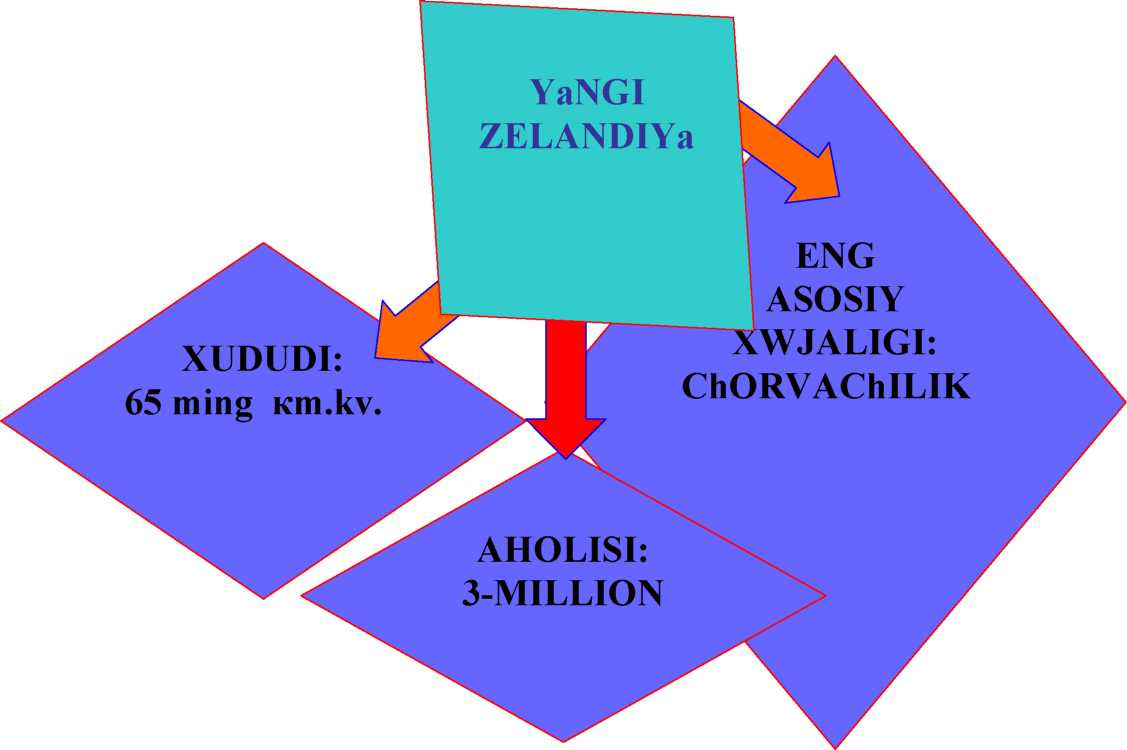 YaNGI
ZELANDIYa
ENG
ASOSIY
XWJALIGI:
ChORVAChILIK
XUDUDI:
65 ming кm.kv.
AHOLISI:
3-MILLION